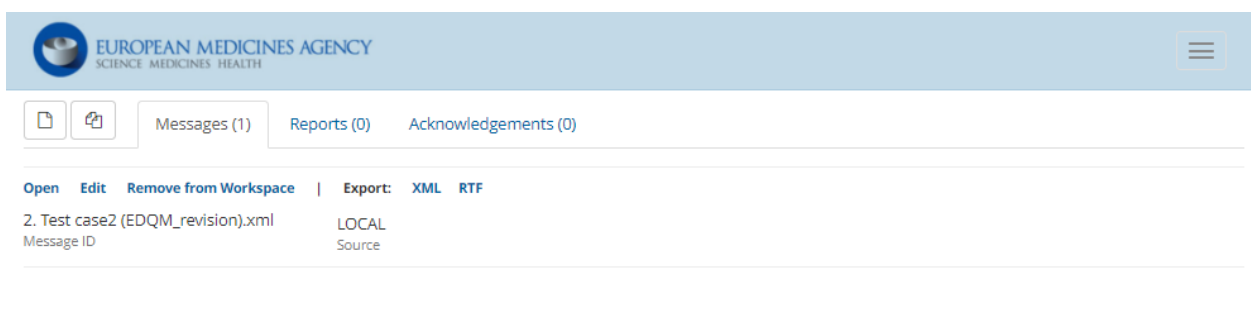 EUROPEAN MEDICINES AGENCY
SCIENCE MEDICINES HEALTH
Messages (1) Reports (0) Acknowledgements (0)
Open Edit Remove from Workspace | Export: XML RTF
2. Test case2 (EDQM_revision).xml LOCAL
Message ID Source